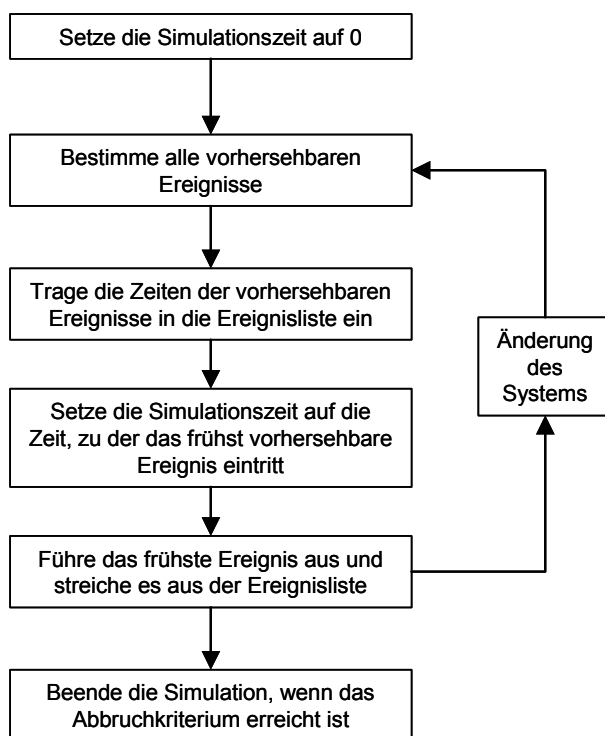 Setze die Simulationszeit auf 0
Bestimme alle vorhersehbaren
Ereignisse
Trage die Zeiten der vorhersehbaren
Ereignisse in die Ereignisliste ein
Änderung
des
Systems
Setze die Simulationszeit auf die
Zeit, zu der das frühst vorhersehbare
Ereignis eintritt
Führe das frühste Ereignis aus und
streiche es aus der Ereignisliste
Beende die Simulation, wenn das
Abbruchkriterium erreicht ist